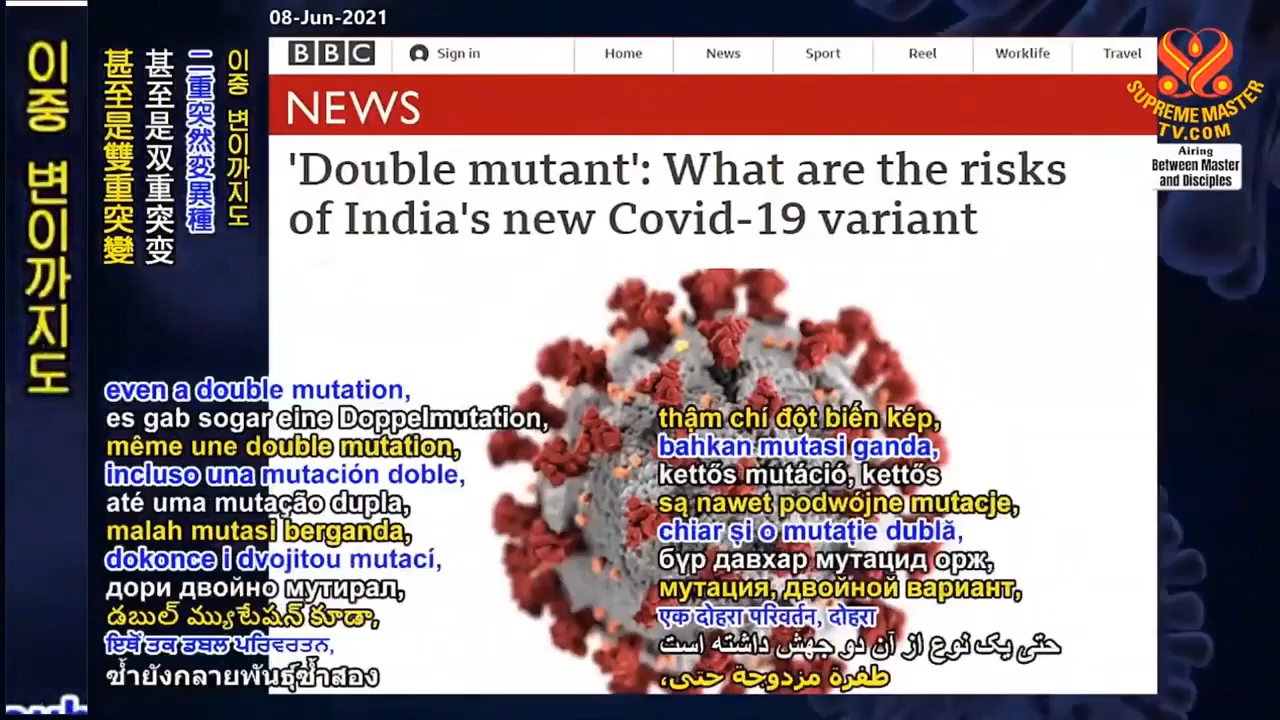 08-Jun-2021
BBC
Sign in
Home
News
Sport
Reel
Worklife
Travel
NEWS
'Double mutant': What are the risks
of India's new Covid-19 variant
SUPREME MASTER
TV.COM
Airing
Between Master
and Disciples
이중 변이까지도
甚至是雙重突變
甚至是双重突变
二重突然変異種
이중 변이까지도
even a double mutation,
es gab sogar eine Doppelmutation,
même une double mutation,
incluso una mutación doble,
até uma mutação dupla,
malah mutasi berganda,
dokonce i dvojitou mutací,
дори двойно мутирал,
డబుల్ మ్యుటేషన్ కూడా,
ਇਥੋਂ ਤਕ ਡਬਲ ਪਰਿਵਰਤਨ,
ซ้ำยังกลายพันธุ์ซ้ำสอง
thậm chí đột biến kép,
bahkan mutasi ganda,
kettős mutáció, kettős
są nawet podwójne mutacje,
chiar și o mutație dublă,
бүр давхар мутацид орж,
мутация, двойной вариант,
एक दोहरा परिवर्तन, दोहरा
حتی یک نوع از آن دو جهش داشته است
طفرة مزدوجة حتى،